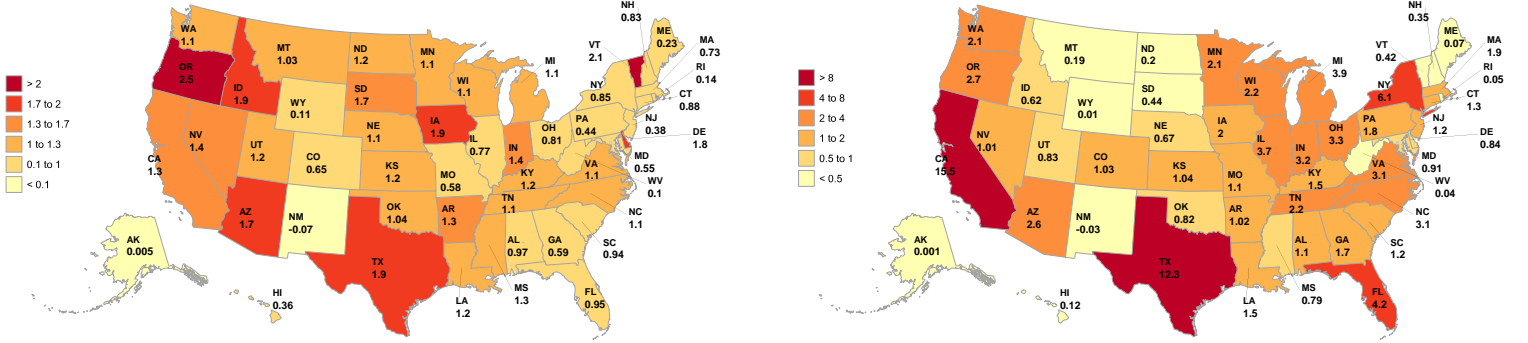 > 2
1.7 to 2
1.3 to 1.7
1 to 1.3
0.1 to 1
< 0.1
WA
1.1
OR
2.5
ID
1.9
MT
1.03
ND
1.2
MN
1.1
WI
1.1
MI
1.1
VT
2.1
NH
0.83
ME
0.23
MA
0.73
RI
0.14
CT
0.88
NY
0.85
NJ
0.38
DE
1.8
MD
0.55
WV
0.1
PA
0.44
OH
0.81
IN
1.4
IL
0.77
IA
1.9
SD
1.7
WY
0.11
NE
1.1
NV
1.4
UT
1.2
CO
0.65
CA
1.3
KS
1.2
MO
0.58
KY
1.2
VA
1.1
NC
1.1
TN
1.1
AZ
1.7
NM
-0.07
OK
1.04
AR
1.3
SC
0.94
GA
0.59
AL
0.97
MS
1.3
LA
1.2
TX
1.9
FL
0.95
AK
0.005
HI
0.36
> 8
4 to 8
2 to 4
1 to 2
0.5 to 1
< 0.5
WA
2.1
OR
2.7
ID
0.62
MT
0.19
ND
0.2
MN
2.1
WI
2.2
MI
3.9
VT
0.42
NH
0.35
ME
0.07
MA
1.9
RI
0.05
CT
1.3
NY
6.1
NJ
1.2
DE
0.84
MD
0.91
WV
0.04
PA
1.8
OH
3.3
IN
3.2
IL
3.7
IA
2
SD
0.44
WY
0.01
NE
0.67
NV
1.01
UT
0.83
CO
1.03
CA
15.5
KS
1.04
MO
1.1
KY
1.5
VA
3.1
NC
3.1
TN
2.2
AZ
2.6
NM
-0.03
OK
0.82
AR
1.02
SC
1.2
GA
1.7
AL
1.1
MS
0.79
LA
1.5
TX
12.3
FL
4.2
AK
0.001
HI
0.12